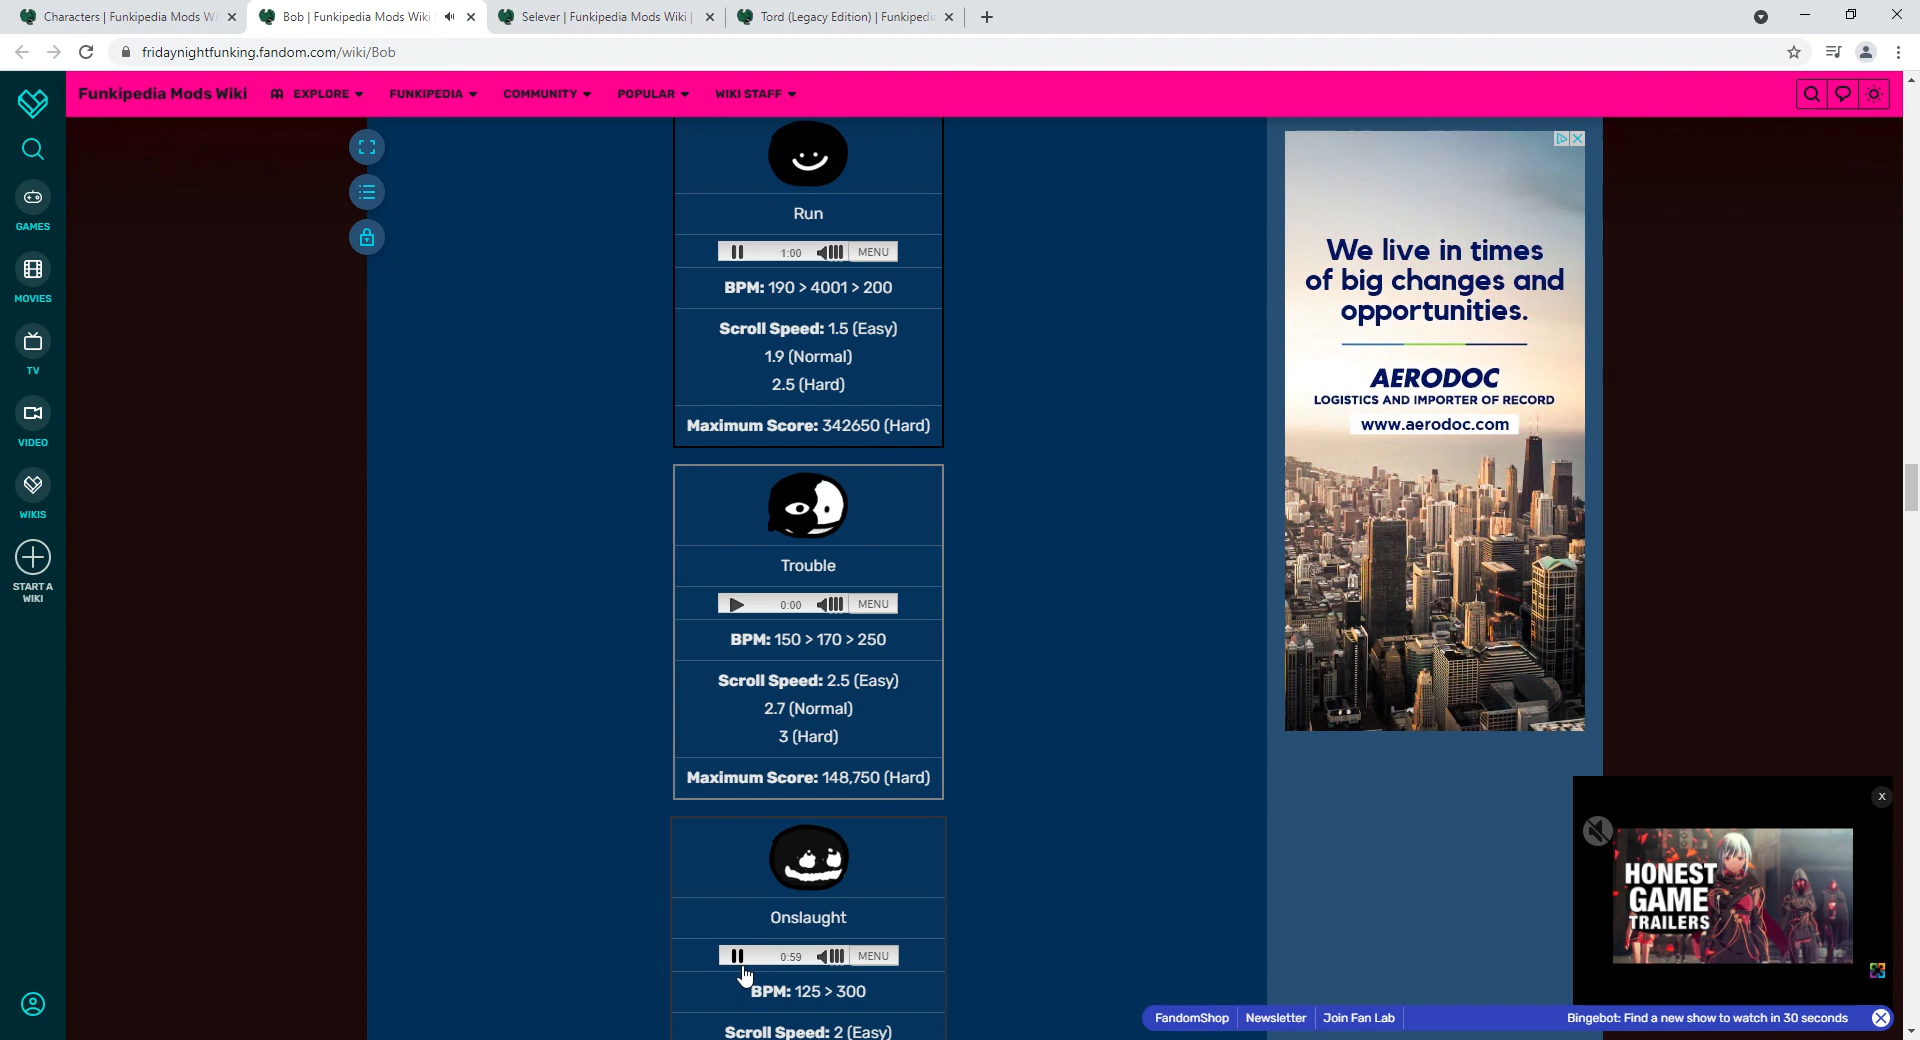 Characters | Funkipedia Mods Wi
Bob | Funkipedia Mods Wiki
Selever | Funkipedia Mods Wiki |
Tord (Legacy Edition) | Funkipedi
fridaynightfunking.fandom.com/wiki/Bob
Funkipedia Mods Wiki
EXPLORE
FUNKIPEDIA
COMMUNITY
POPULAR
WIKI STAFF
GAMES
MOVIES
TV
VIDEO
WIKIS
START A
WIKI
Run
1:00
MENU
BPM: 190 > 4001 > 200
Scroll Speed: 1.5 (Easy)
1.9 (Normal)
2.5 (Hard)
Maximum Score: 342650 (Hard)
Trouble
0:00
MENU
BPM: 150 > 170 > 250
Scroll Speed: 2.5 (Easy)
2.7 (Normal)
3 (Hard)
Maximum Score: 148,750 (Hard)
Onslaught
0:59
MENU
BPM: 125 > 300
Scroll Speed: 2 (Easy)
We live in times
of big changes and
opportunities.
AERODOC
LOGISTICS AND IMPORTER OF RECORD
www.aerodoc.com
x
HONEST
GAME
TRAILERS
FandomShop
Newsletter
Join Fan Lab
Bingebot: Find a new show to watch in 30 seconds